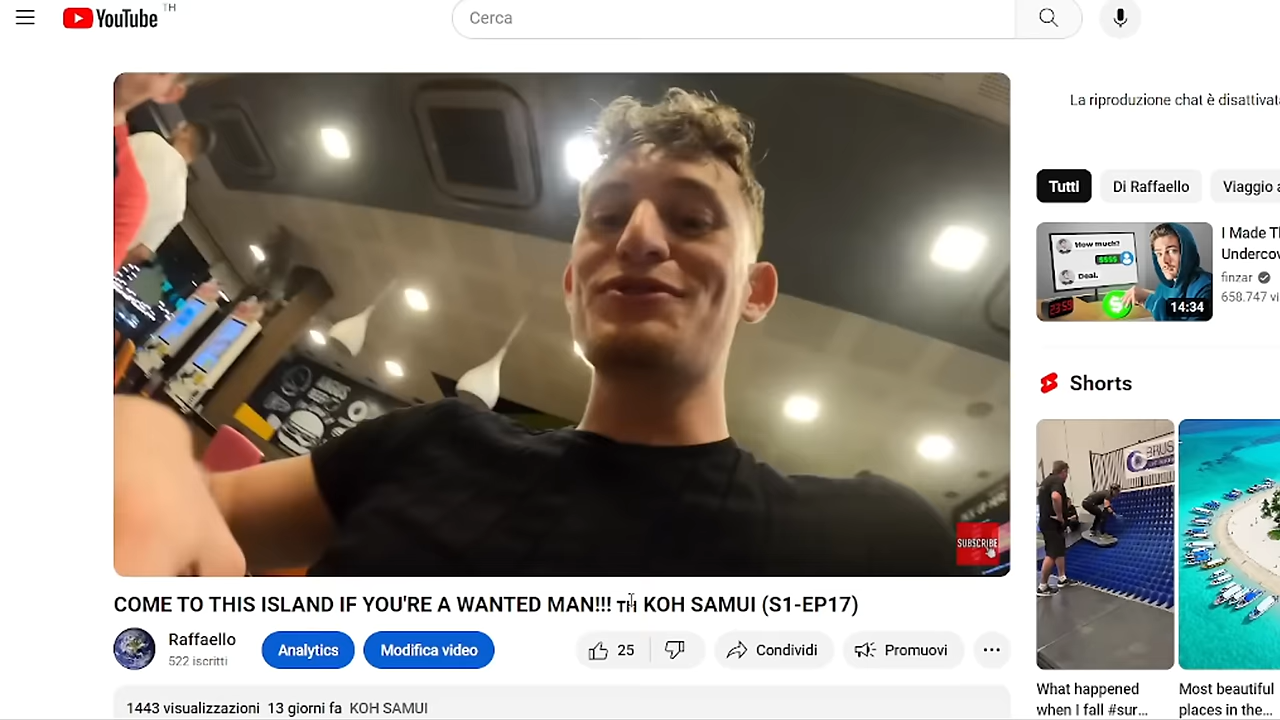 YouTube TH
Cerca
La riproduzione chat è disattivat
Tutti
Di Raffaello
Viaggio a
How much?
$$$$
Deal.
23:55
14:34
I Made T
Undercov
finzar
658.747 vi
SUBSCRIBE
Shorts
COME TO THIS ISLAND IF YOU'RE A WANTED MAN!!! TH KOH SAMUI (S1-EP17)
Raffaello
522 iscritti
Analytics
Modifica video
25
Condividi
Promuovi
...
What happened
when I fall #sur...
Most beautiful
places in the...
1443 visualizzazioni 13 giorni fa KOH SAMUI